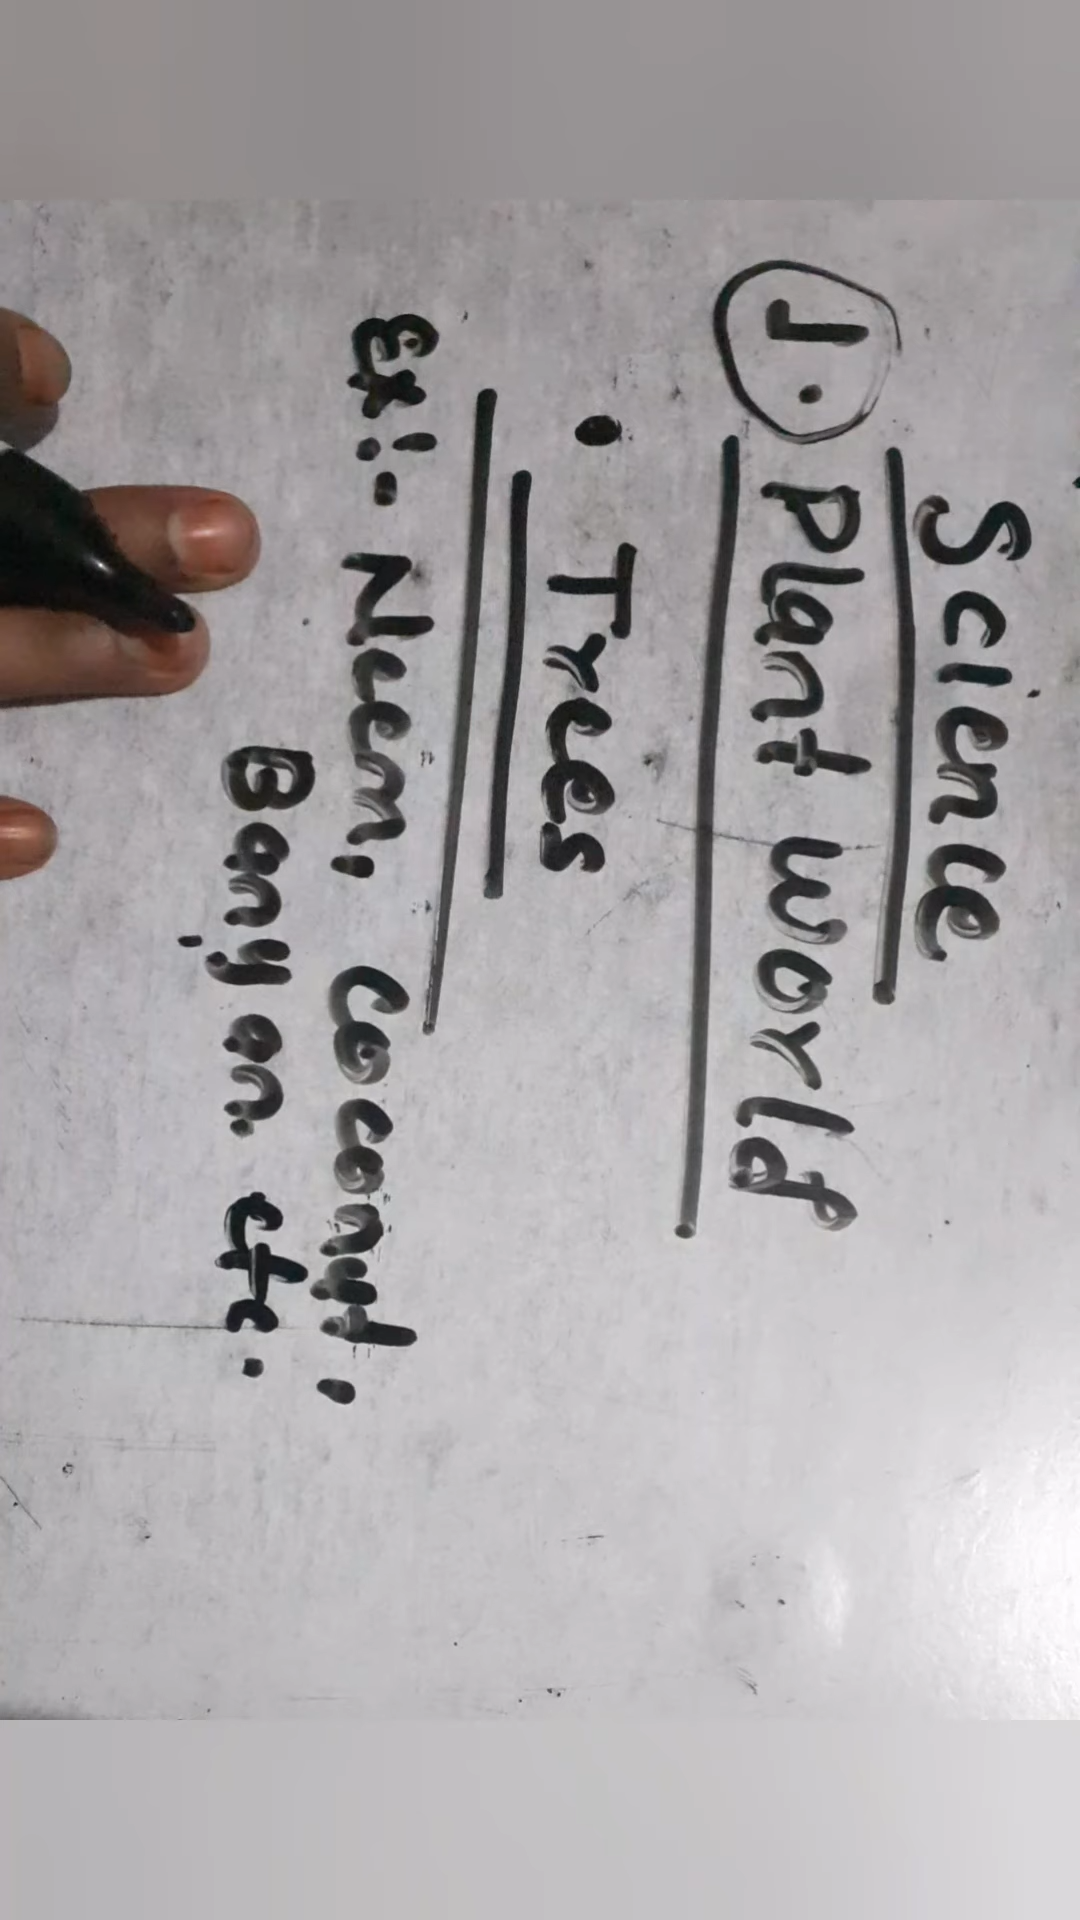 Science
1. Plant world
• Trees
Ex:- Neem, Coconut,
Banyan etc.